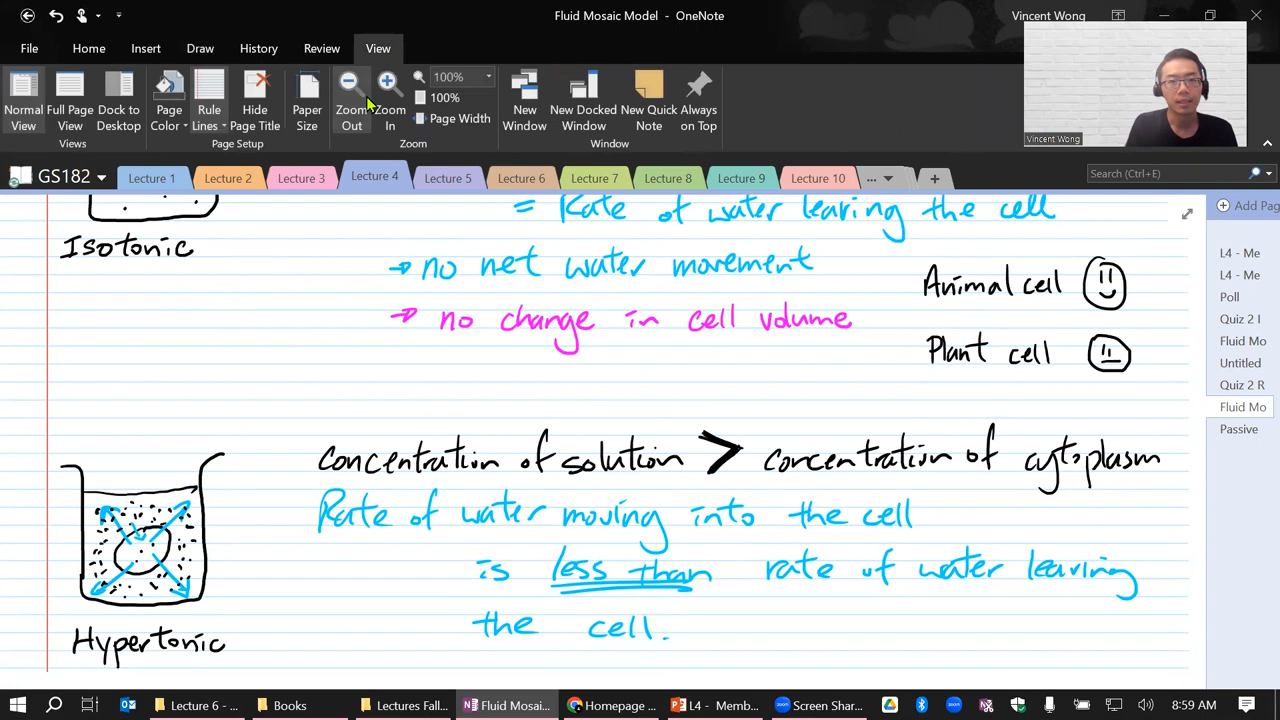 Fluid Mosaic Model - OneNote
Vincent Wong
File Home Insert Draw History Review View
Normal View
Full Page View
Dock to Desktop
Page Color
Rule Lines
Hide Page Title
Paper Size
Zoom Out
Zoom In
100%
100%
Page Width
New Window
New Docked Window
New Quick Note
Always on Top
Views
Page Setup
Zoom
Window
Vincent Wong
GS182
Lecture 1 Lecture 2 Lecture 3 Lecture 4 Lecture 5 Lecture 6 Lecture 7 Lecture 8 Lecture 9 Lecture 10 ...
Search (Ctrl+E)
Add Pag
L4 - Me
L4 - Me
Poll
Quiz 2 I
Fluid Mo
Untitled
Quiz 2 R
Fluid Mo
Passive
= Rate of water leaving the cell
Isotonic
→ no net water movement
→ no change in cell volume
Animal cell
Plant cell
concentration of solution > concentration of cytoplasm
Rate of water moving into the cell
is less than rate of water leaving
the cell.
Hypertonic
Lecture 6 - ...
Books
Lectures Fall...
Fluid Mosai...
Homepage ...
L4 - Memb...
Screen Shar...
8:59 AM